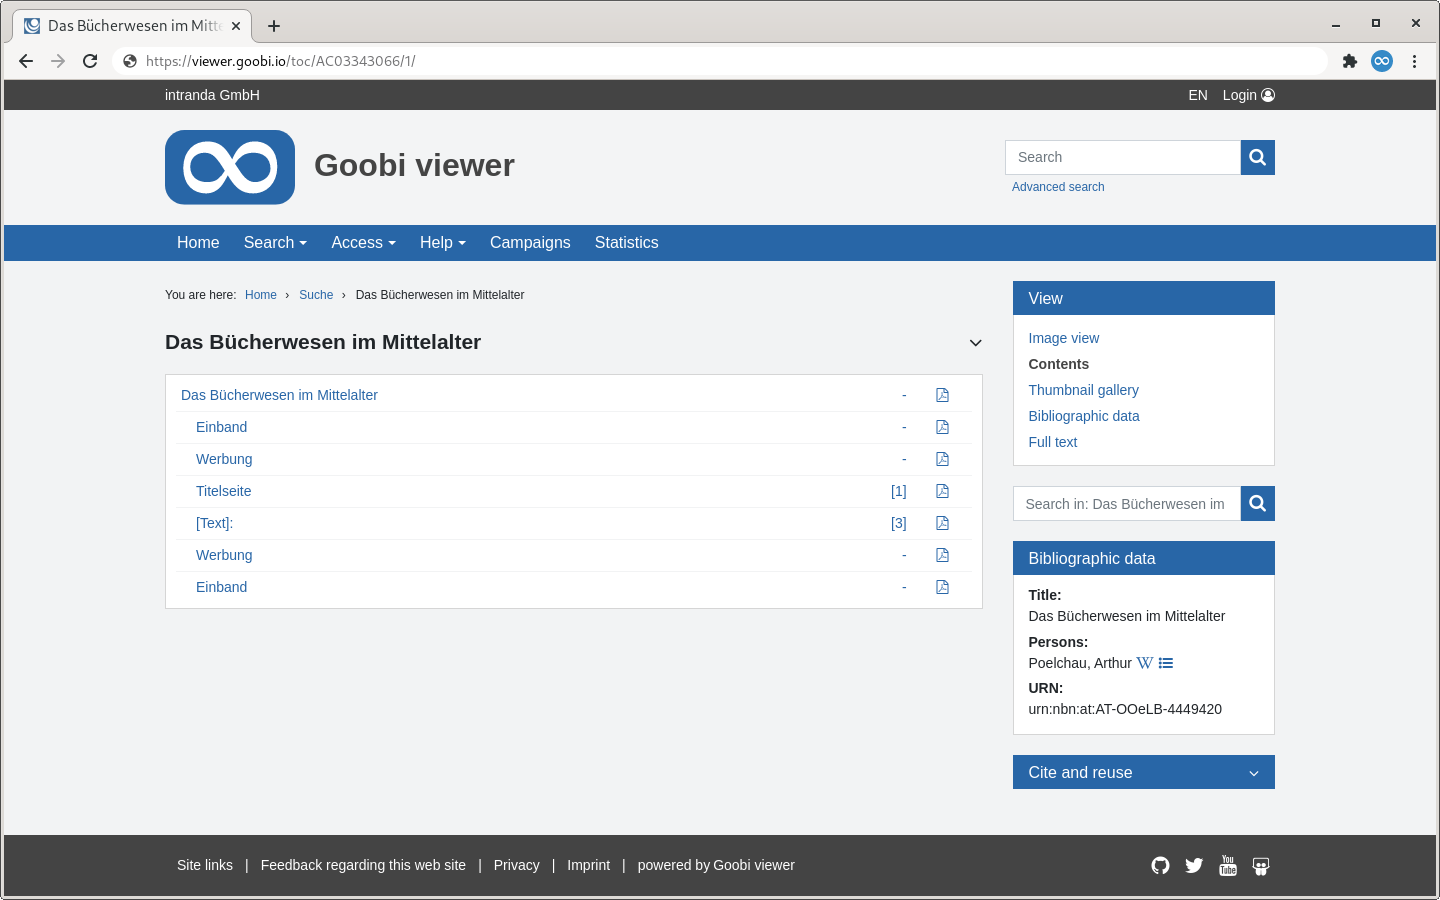 Das Bücherwesen im Mitte
https://viewer.goobi.io/toc/AC03343066/1/
intranda GmbH
EN Login
Goobi viewer
Search
Advanced search
Home Search Access Help Campaigns Statistics
You are here: Home › Suche › Das Bücherwesen im Mittelalter
Das Bücherwesen im Mittelalter
Das Bücherwesen im Mittelalter -
Einband -
Werbung -
Titelseite [1]
[Text]: [3]
Werbung -
Einband -
View
Image view
Contents
Thumbnail gallery
Bibliographic data
Full text
Search in: Das Bücherwesen im
Bibliographic data
Title:
Das Bücherwesen im Mittelalter
Persons:
Poelchau, Arthur W
URN:
urn:nbn:at:AT-OOeLB-4449420
Cite and reuse
Site links | Feedback regarding this web site | Privacy | Imprint | powered by Goobi viewer
You
Tube